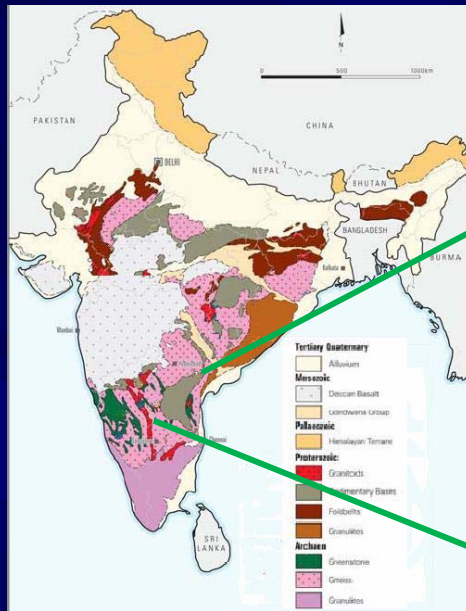 N
0 500 1000km
PAKISTAN
CHINA
DELHI
NEPAL
BHUTAN
BANGLADESH
BURMA
Kolkata
Mumbai
Chennai
SRI
LANKA
Tertiary Quaternary
Alluvium
Mesozoic
Deccan Basalt
Gondwana Group
Himalayan Terrane
Proterozoic:
Granitoids
Sedimentary Basins
Foldbelts
Granulites
Archaen
Greenstone
Gneiss
Granulites